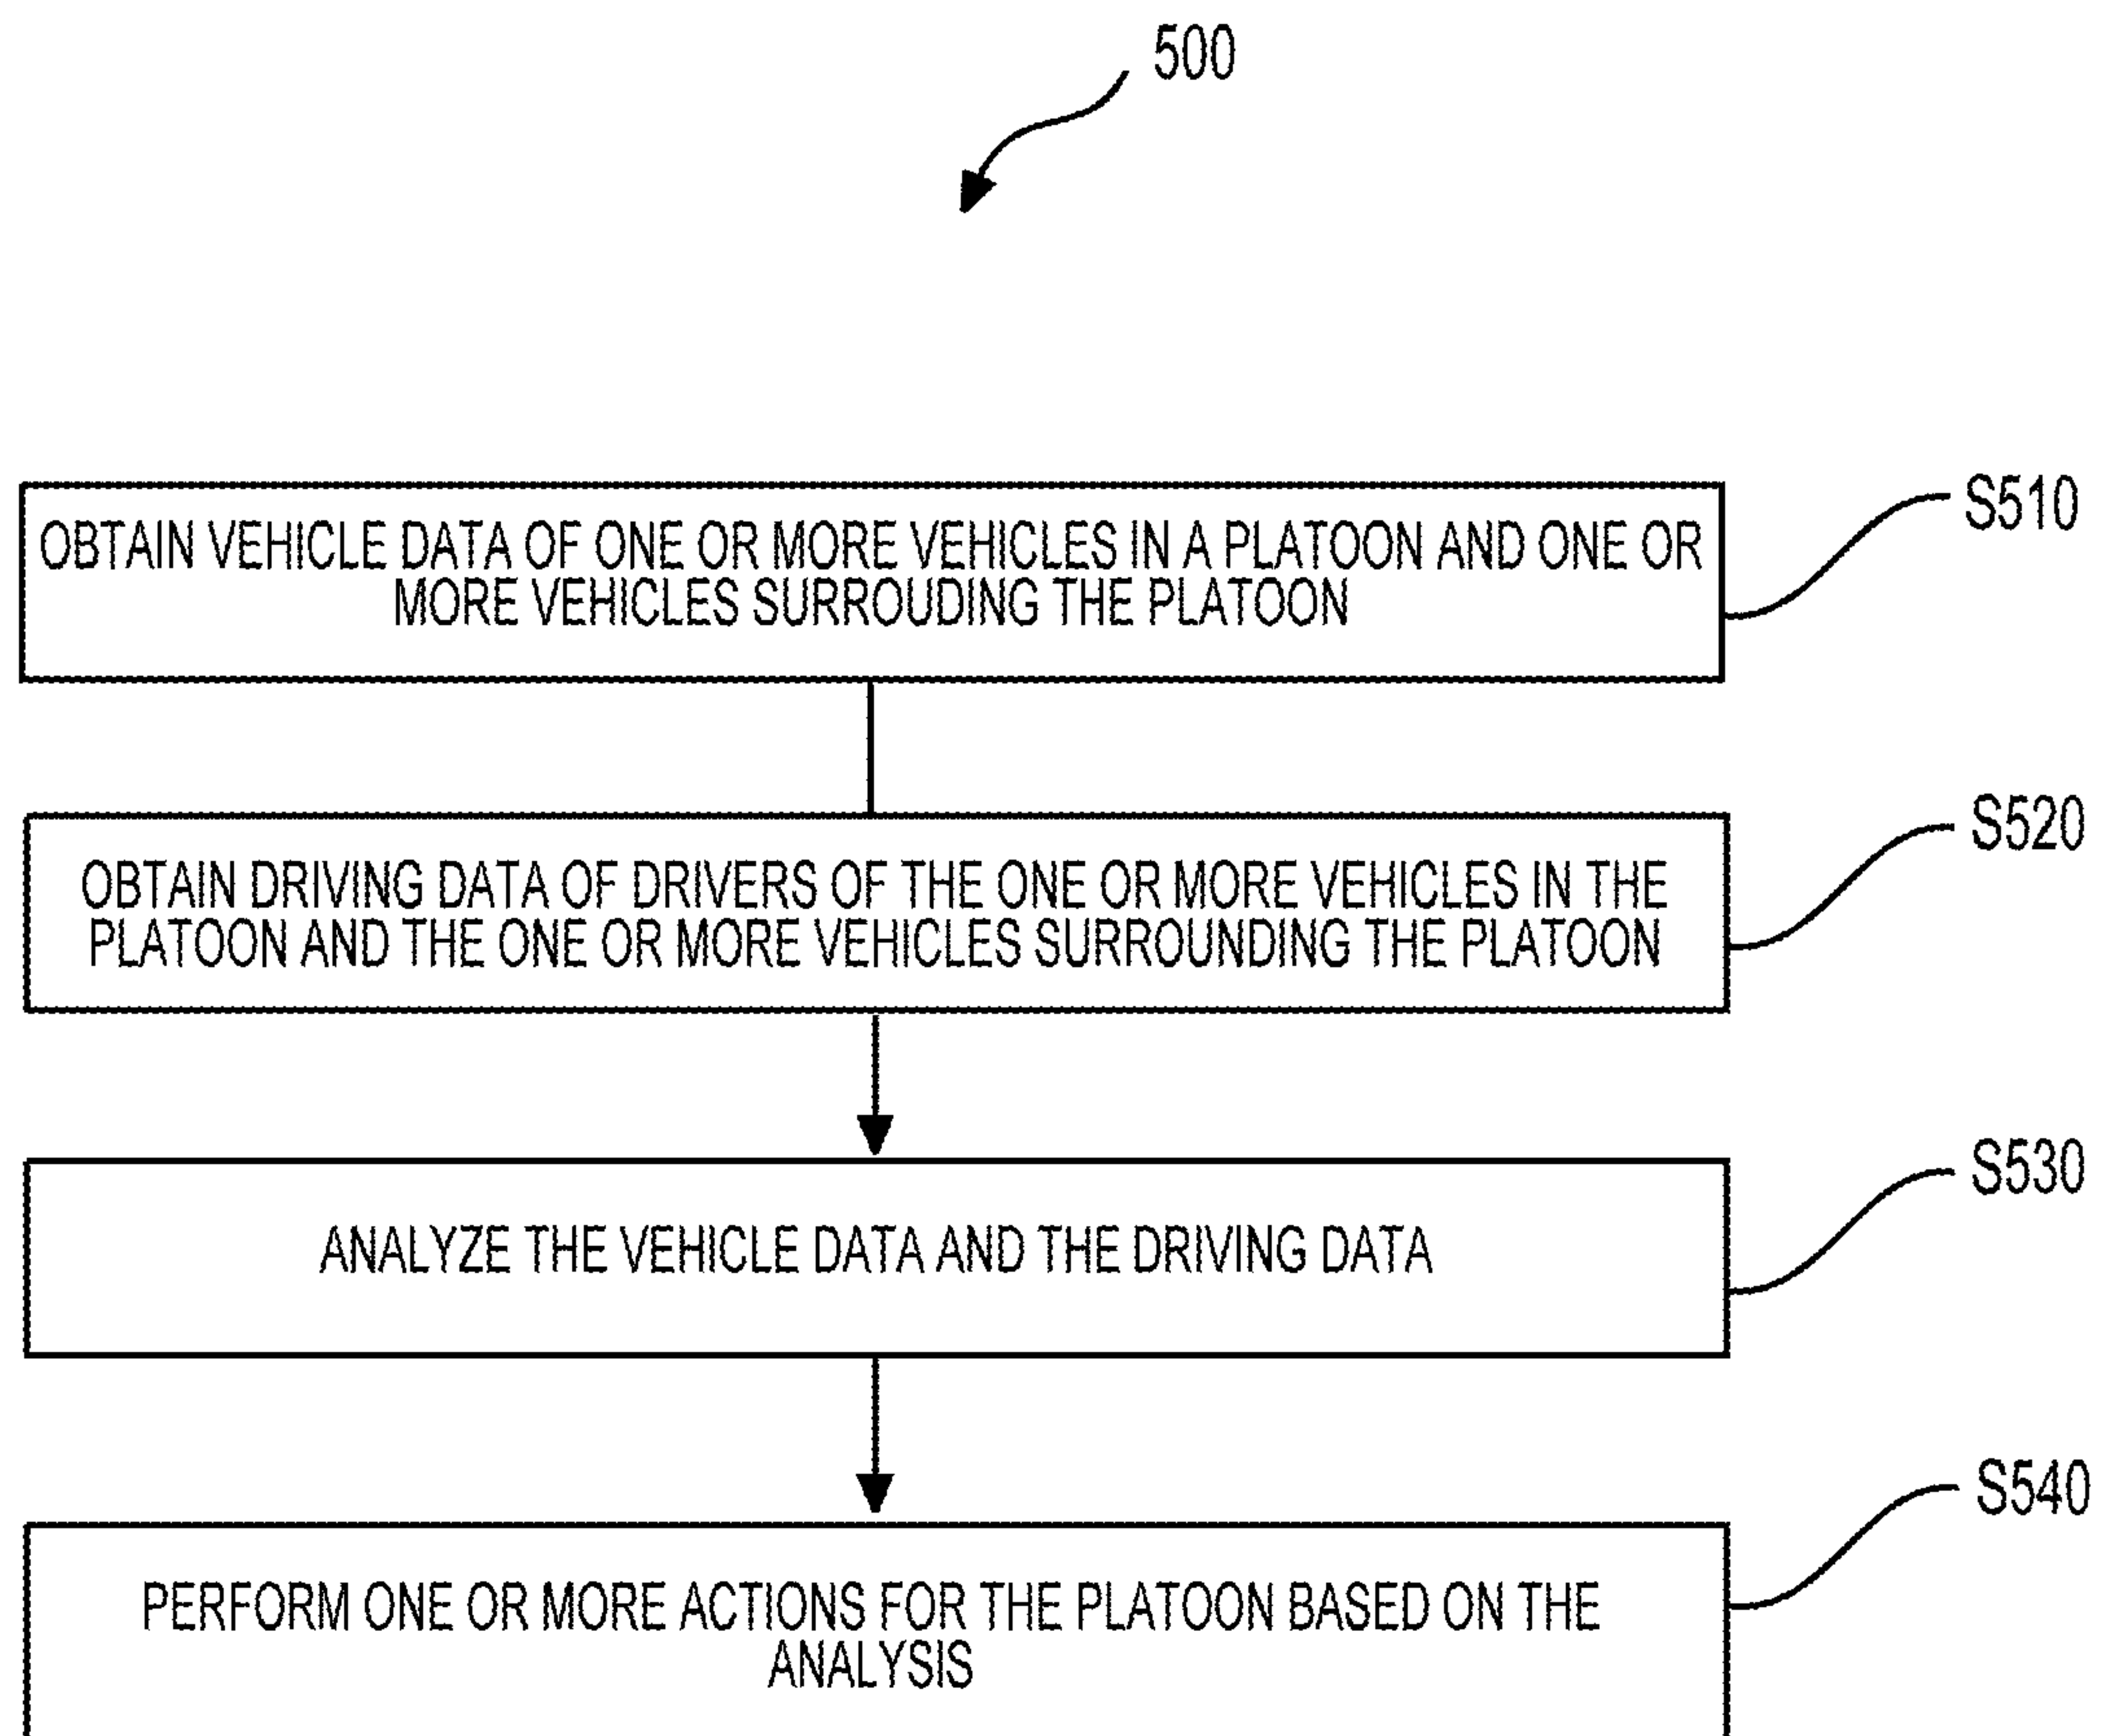 500
OBTAIN VEHICLE DATA OF ONE OR MORE VEHICLES IN A PLATOON AND ONE OR
MORE VEHICLES SURROUDING THE PLATOON
S510
OBTAIN DRIVING DATA OF DRIVERS OF THE ONE OR MORE VEHICLES IN THE
PLATOON AND THE ONE OR MORE VEHICLES SURROUNDING THE PLATOON
S520
ANALYZE THE VEHICLE DATA AND THE DRIVING DATA
S530
PERFORM ONE OR MORE ACTIONS FOR THE PLATOON BASED ON THE
ANALYSIS
S540